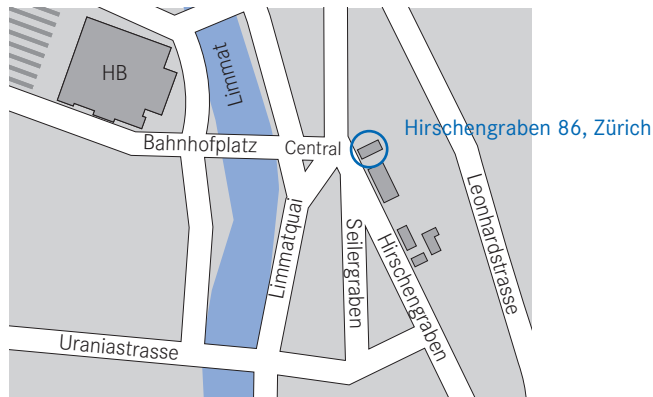 HB
Limmat
Hirschengraben 86, Zürich
Bahnhofplatz
Central
Leonhardstrasse
Limmatquai
Seilergraben
Hirschengraben
Uraniastrasse